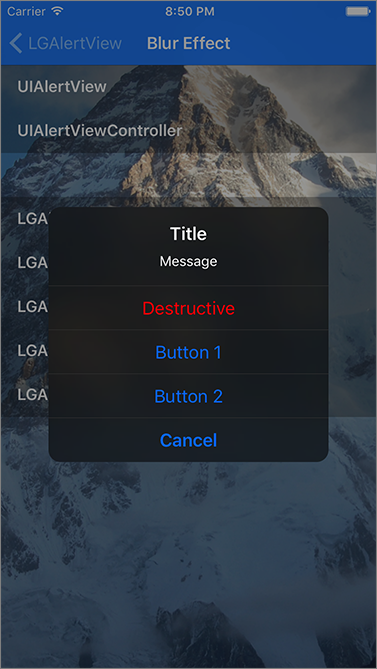 Carrier 8:50 PM
LGAlertView Blur Effect
UIAlertView
UIAlertViewController
LGA
LGA
LGA
LGA
LGA
Title
Message
Destructive
Button 1
Button 2
Cancel